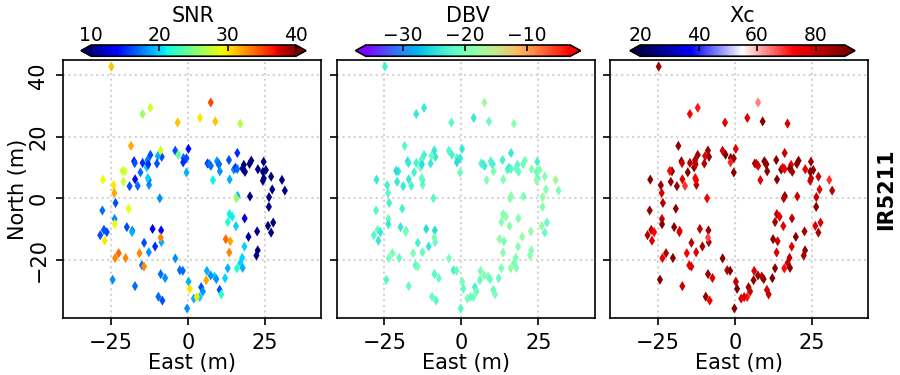 SNR
10 20 30 40
DBV
−30 −20 −10
Xc
20 40 60 80
North (m)
40
20
0
−20
−25 0 25
East (m)
−25 0 25
East (m)
−25 0 25
East (m)
IR5211